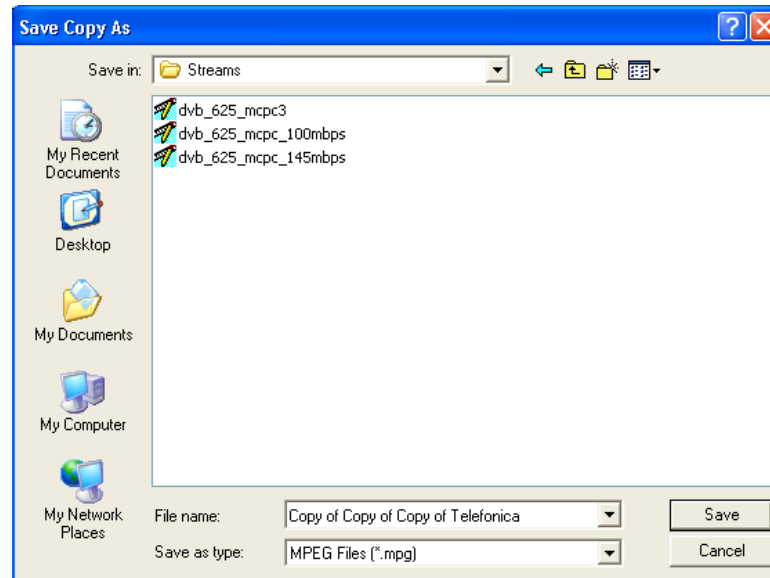 Save Copy As
Save in:
Streams
My Recent
Documents
Desktop
My Documents
My Computer
My Network
Places
dvb_625_mcpc3
dvb_625_mcpc_100mbps
dvb_625_mcpc_145mbps
File name:
Copy of Copy of Copy of Telefonica
Save
Save as type:
MPEG Files (*.mpg)
Cancel